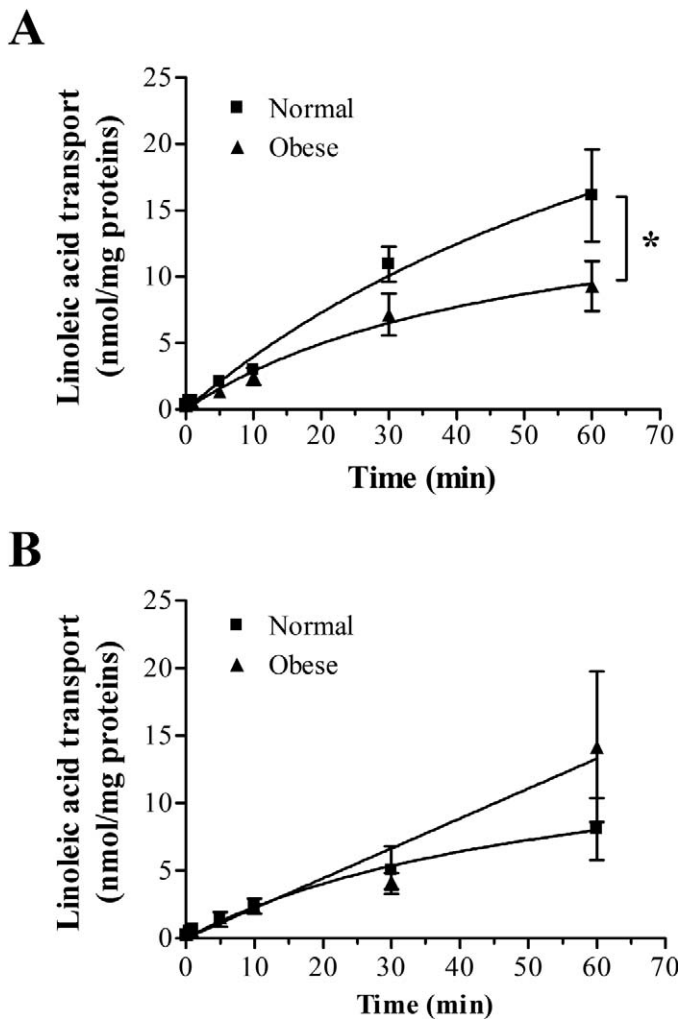 A
Linoleic acid transport
(nmol/mg proteins)
25
20
15
10
5
0
Normal
Obese
*
0 10 20 30 40 50 60 70
Time (min)
B
Linoleic acid transport
(nmol/mg proteins)
25
20
15
10
5
0
Normal
Obese
0 10 20 30 40 50 60 70
Time (min)